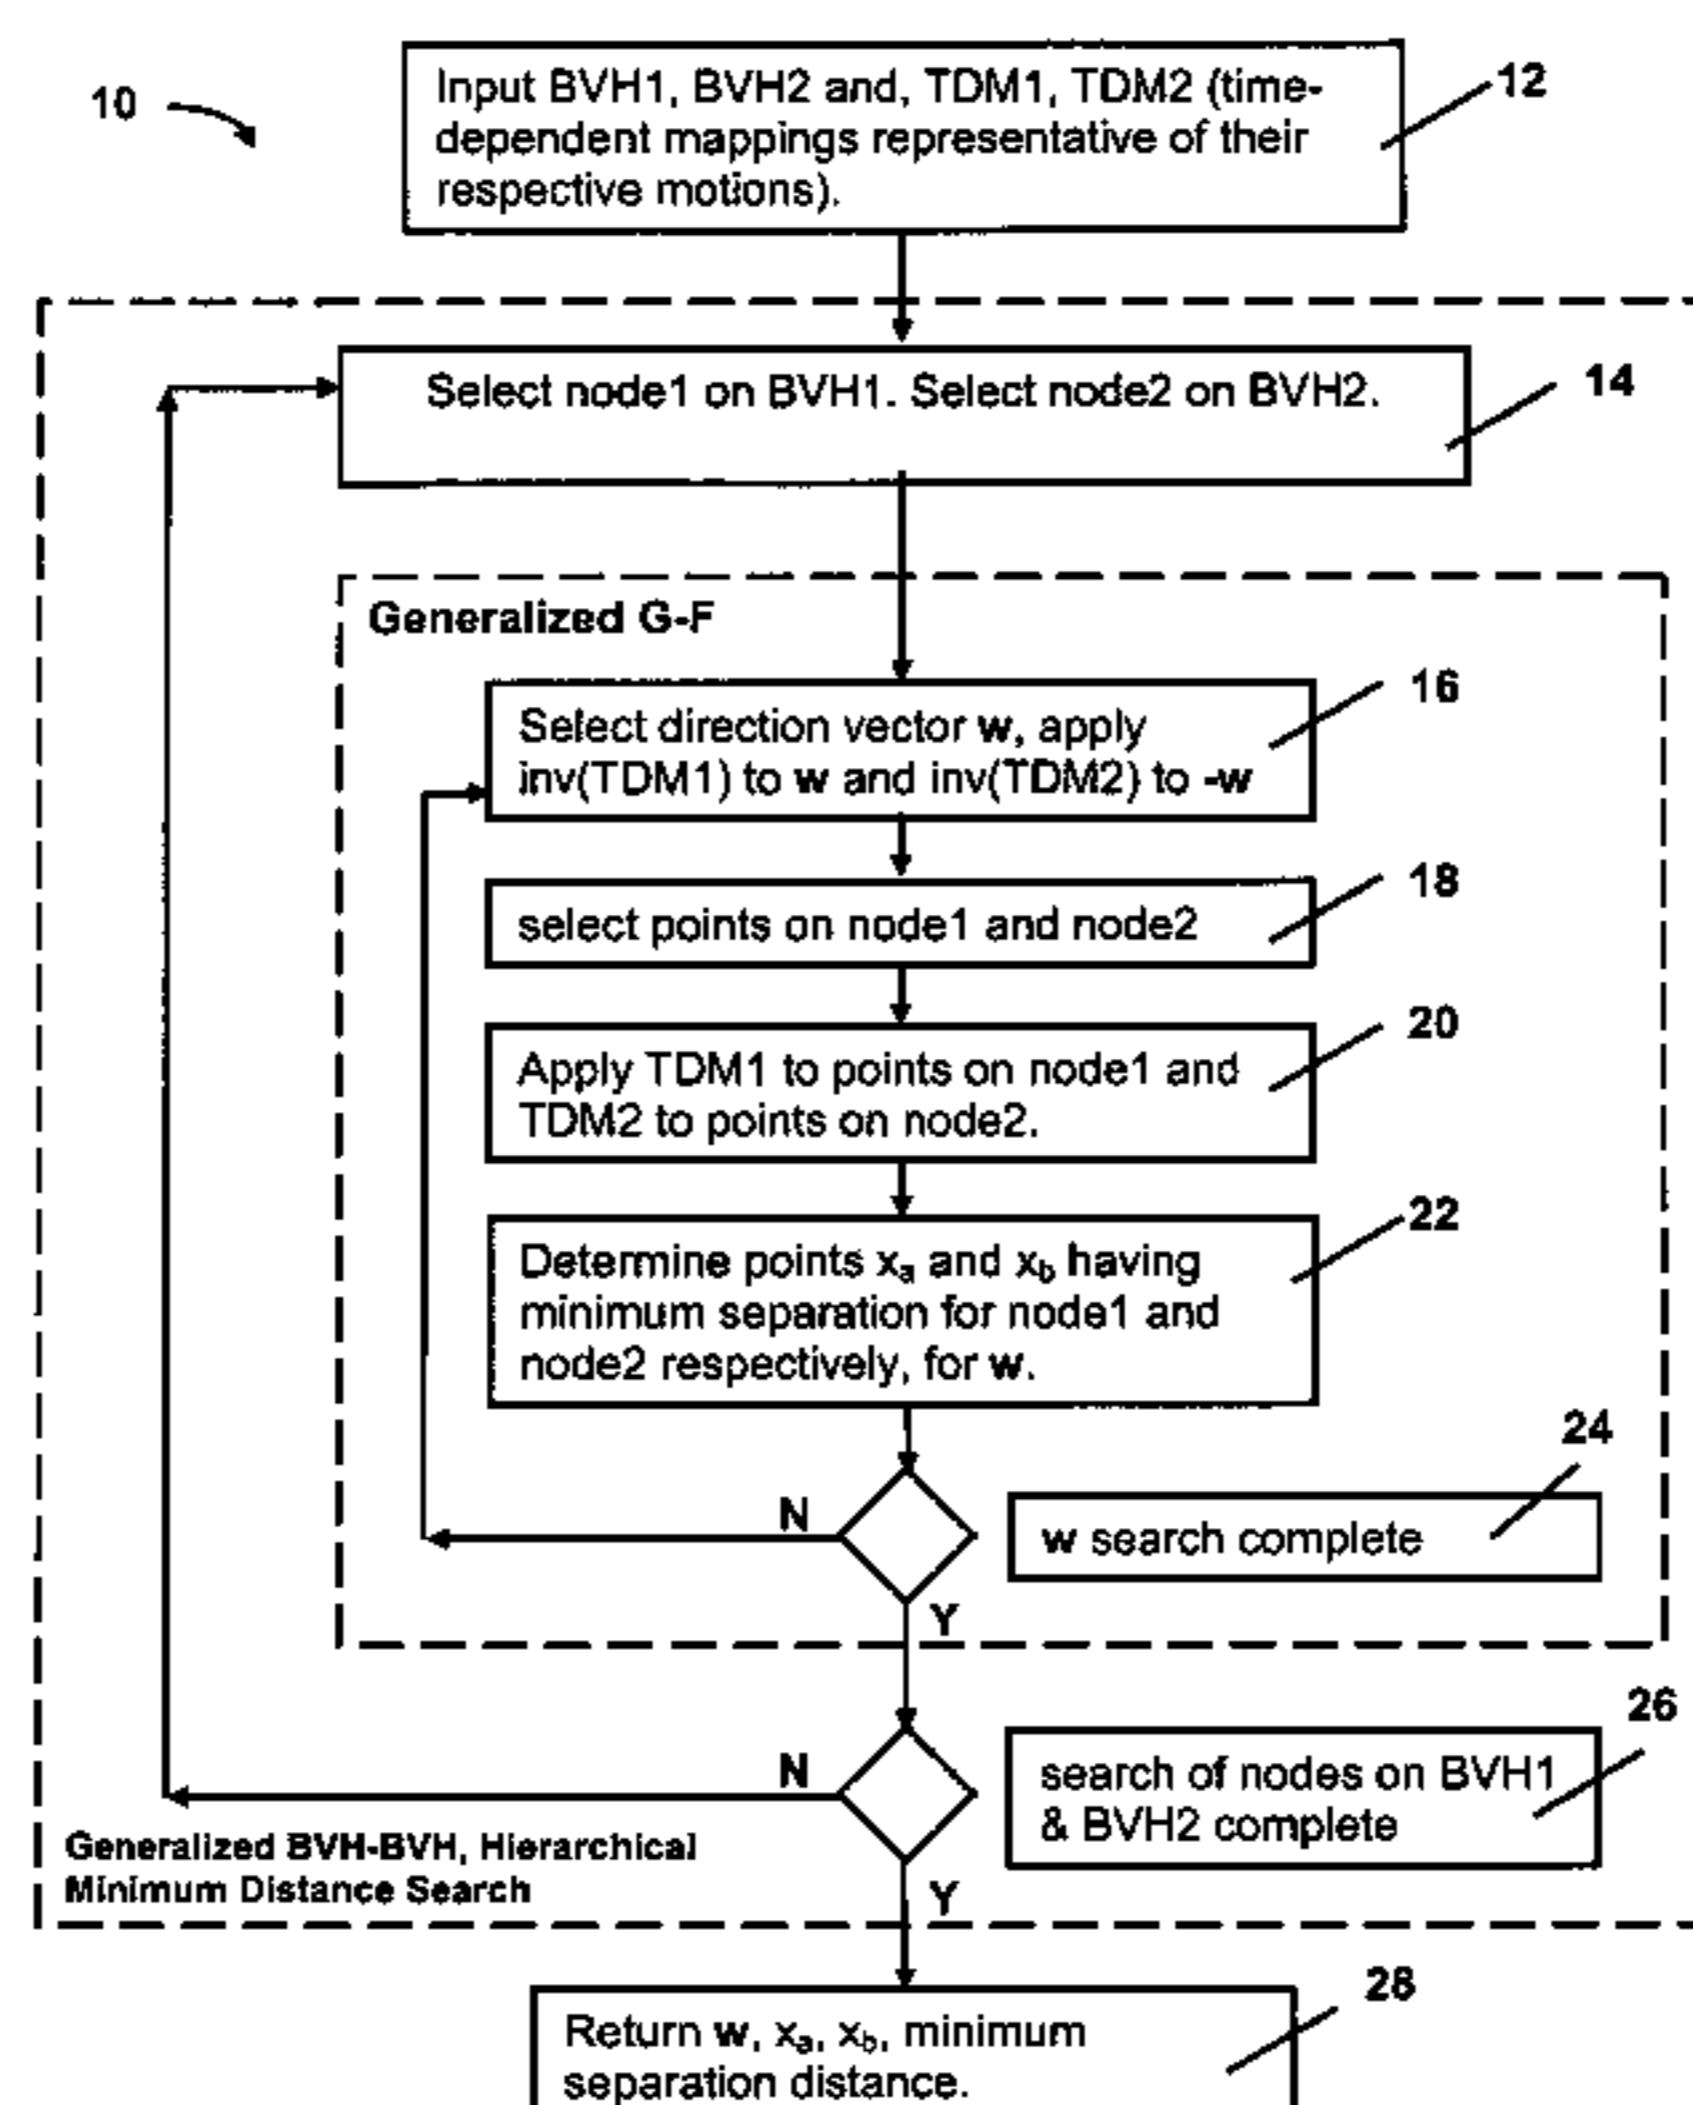 10
Input BVH1, BVH2 and, TDM1, TDM2 (time-
dependent mappings representative of their
respective motions).
12
Select node1 on BVH1. Select node2 on BVH2.
14
Generalized G-F
Select direction vector w, apply
inv(TDM1) to w and inv(TDM2) to -w
16
select points on node1 and node2
18
Apply TDM1 to points on node1 and
TDM2 to points on node2.
20
Determine points xₐ and x_b having
minimum separation for node1 and
node2 respectively, for w.
22
N
w search complete
24
Y
N
search of nodes on BVH1
& BVH2 complete
26
Generalized BVH-BVH, Hierarchical
Minimum Distance Search
Y
Return w, xₐ, x_b, minimum
separation distance.
28